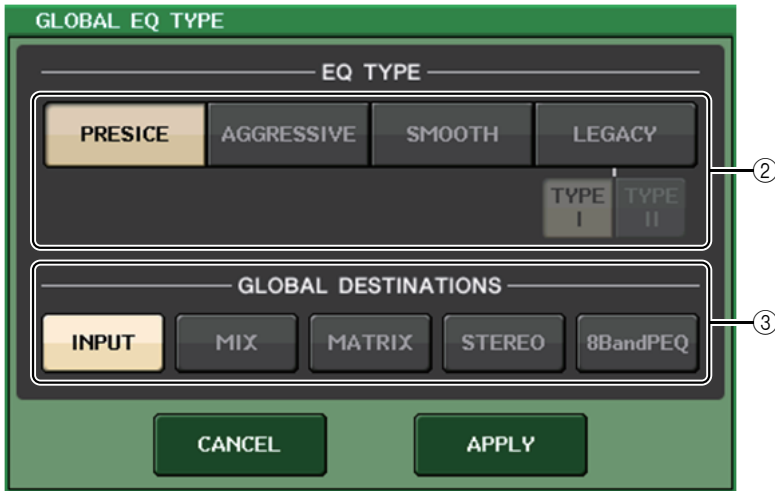 GLOBAL EQ TYPE
EQ TYPE
PRESICE AGGRESSIVE SMOOTH LEGACY
②
TYPE I TYPE II
GLOBAL DESTINATIONS
③
INPUT MIX MATRIX STEREO 8BandPEQ
CANCEL APPLY